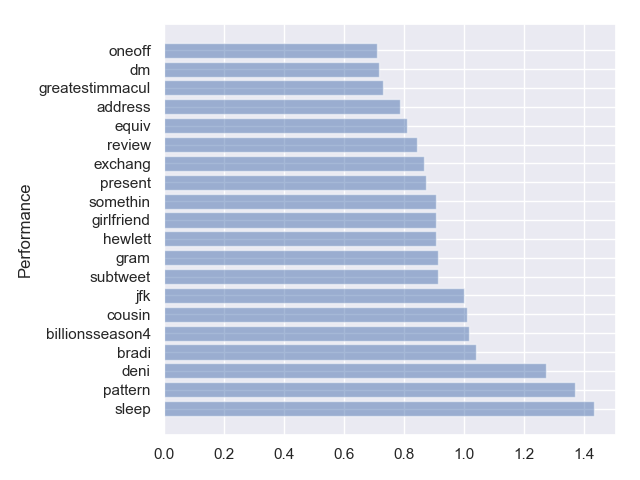 oneoff
dm
greatestimmacul
address
equiv
review
exchang
present
somethin
girlfriend
hewlett
gram
subtweet
jfk
cousin
billionsseason4
bradi
deni
pattern
sleep
Performance
0.0 0.2 0.4 0.6 0.8 1.0 1.2 1.4